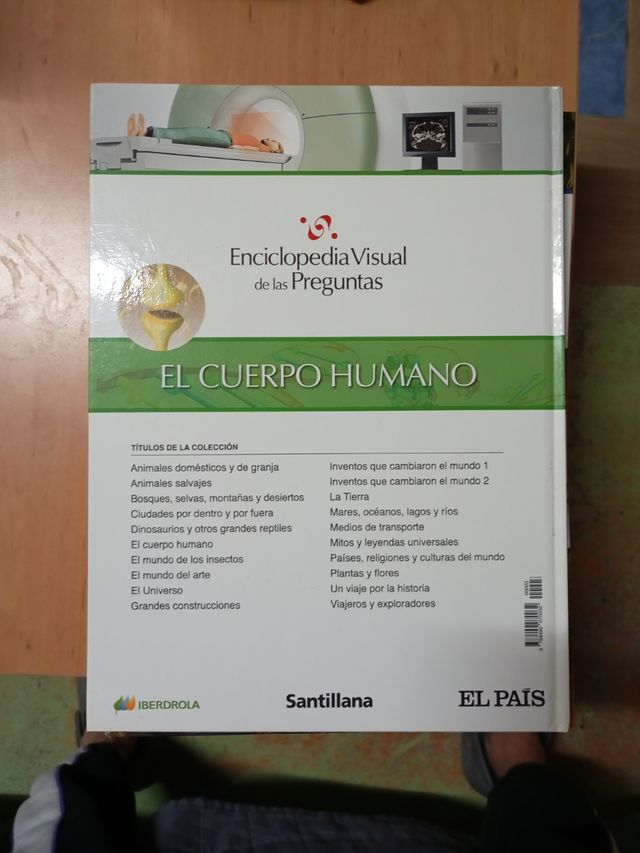 Enciclopedia Visual
de las Preguntas
EL CUERPO HUMANO
TÍTULOS DE LA COLECCIÓN
Animales domésticos y de granja
Animales salvajes
Bosques, selvas, montañas y desiertos
Ciudades por dentro y por fuera
Dinosaurios y otros grandes reptiles
El cuerpo humano
El mundo de los insectos
El mundo del arte
El Universo
Grandes construcciones
Inventos que cambiaron el mundo 1
Inventos que cambiaron el mundo 2
La Tierra
Mares, océanos, lagos y ríos
Medios de transporte
Mitos y leyendas universales
Países, religiones y culturas del mundo
Plantas y flores
Un viaje por la historia
Viajeros y exploradores
IBERDROLA
Santillana
EL PAÍS